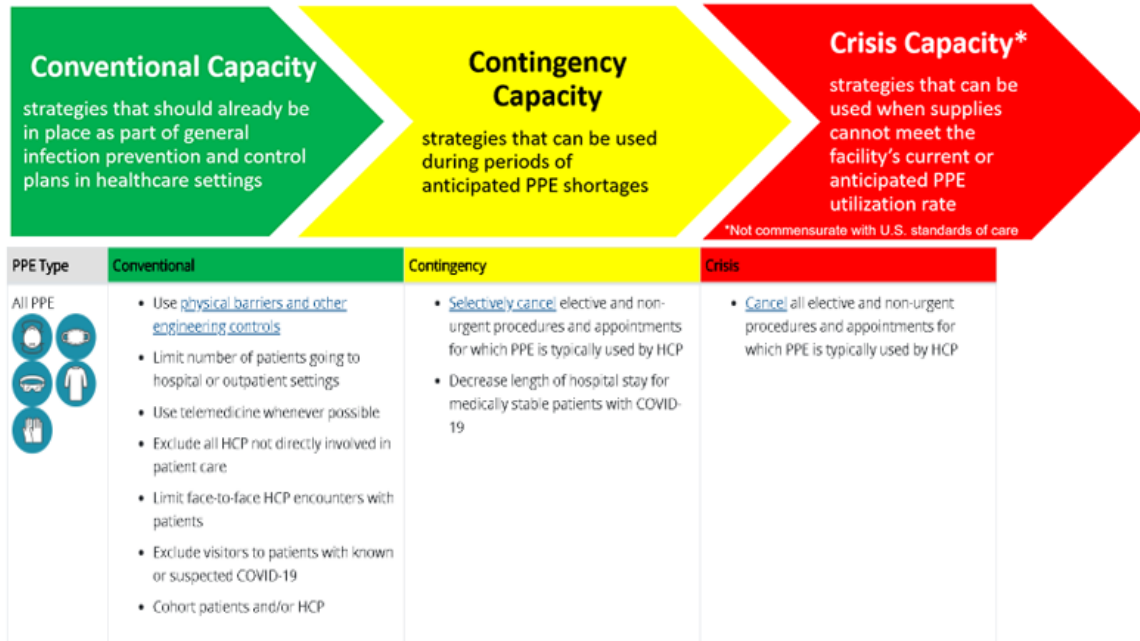 Conventional Capacity
strategies that should already be
in place as part of general
infection prevention and control
plans in healthcare settings
Contingency
Capacity
strategies that can be used
during periods of
anticipated PPE shortages
Crisis Capacity*
strategies that can be
used when supplies
cannot meet the
facility's current or
anticipated PPE
utilization rate
*Not commensurate with U.S. standards of care
PPE Type
Conventional
Contingency
Crisis
All PPE
• Use physical barriers and other
engineering controls
• Limit number of patients going to
hospital or outpatient settings
• Use telemedicine whenever possible
• Exclude all HCP not directly involved in
patient care
• Limit face-to-face HCP encounters with
patients
• Exclude visitors to patients with known
or suspected COVID-19
• Cohort patients and/or HCP
• Selectively cancel elective and non-
urgent procedures and appointments
for which PPE is typically used by HCP
• Decrease length of hospital stay for
medically stable patients with COVID-
19
• Cancel all elective and non-urgent
procedures and appointments for
which PPE is typically used by HCP